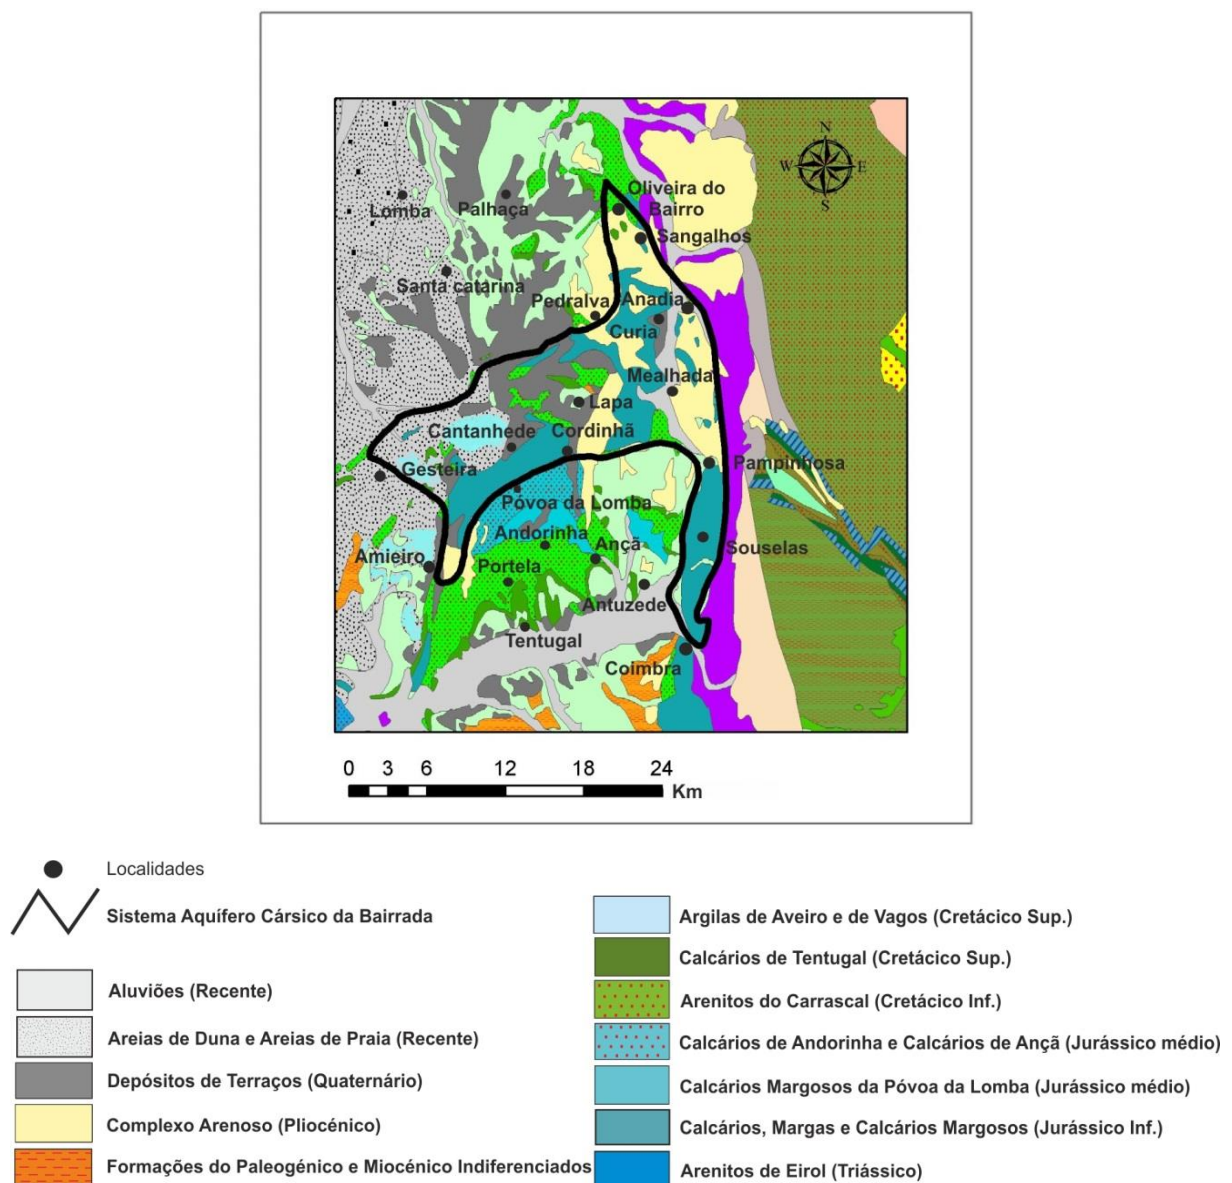 N
W E
S
Oliveira do
Bairro
Lomba
Palhaça
Sangalhos
Santa catarina
Pedralva
Anadia
Curia
Mealhada
Lapa
Cantanhede
Cordinhã
Gesteira
Pampinhosa
Póvoa da Lomba
Andorinha
Ançã
Souselas
Amieiro
Portela
Antuzede
Tentugal
Coimbra
0 3 6 12 18 24
Km
Localidades
Sistema Aquífero Cársico da Bairrada
Aluviões (Recente)
Areias de Duna e Areias de Praia (Recente)
Depósitos de Terraços (Quaternário)
Complexo Arenoso (Pliocénico)
Formações do Paleogénico e Miocénico Indiferenciados
Argilas de Aveiro e de Vagos (Cretácico Sup.)
Calcários de Tentugal (Cretácico Sup.)
Arenitos do Carrascal (Cretácico Inf.)
Calcários de Andorinha e Calcários de Ançã (Jurássico médio)
Calcários Margosos da Póvoa da Lomba (Jurássico médio)
Calcários, Margas e Calcários Margosos (Jurássico Inf.)
Arenitos de Eirol (Triássico)